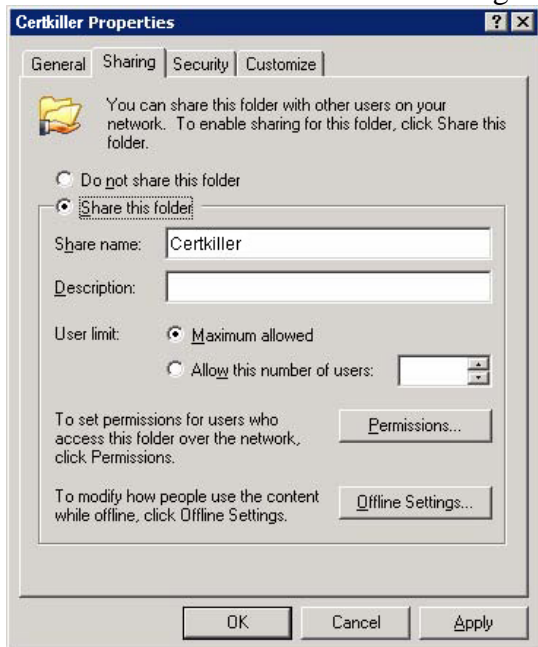 Certkiller Properties
General Sharing Security Customize
You can share this folder with other users on your
network. To enable sharing for this folder, click Share this
folder.
Do not share this folder
Share this folder
Share name: Certkiller
Description:
User limit: Maximum allowed
Allow this number of users:
To set permissions for users who
access this folder over the network,
click Permissions.
Permissions...
To modify how people use the content
while offline, click Offline Settings.
Offline Settings...
OK Cancel Apply